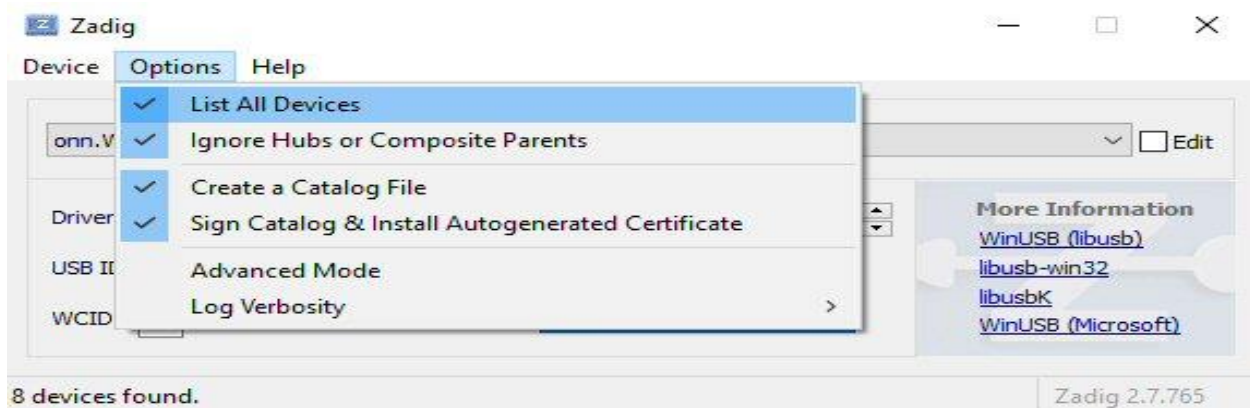 Zadig
Device Options Help
List All Devices
Ignore Hubs or Composite Parents
onn.W
Edit
Create a Catalog File
Sign Catalog & Install Autogenerated Certificate
Driver
USB ID
WCID
Advanced Mode
Log Verbosity
More Information
WinUSB (libusb)
libusb-win32
libusbK
WinUSB (Microsoft)
8 devices found.
Zadig 2.7.765